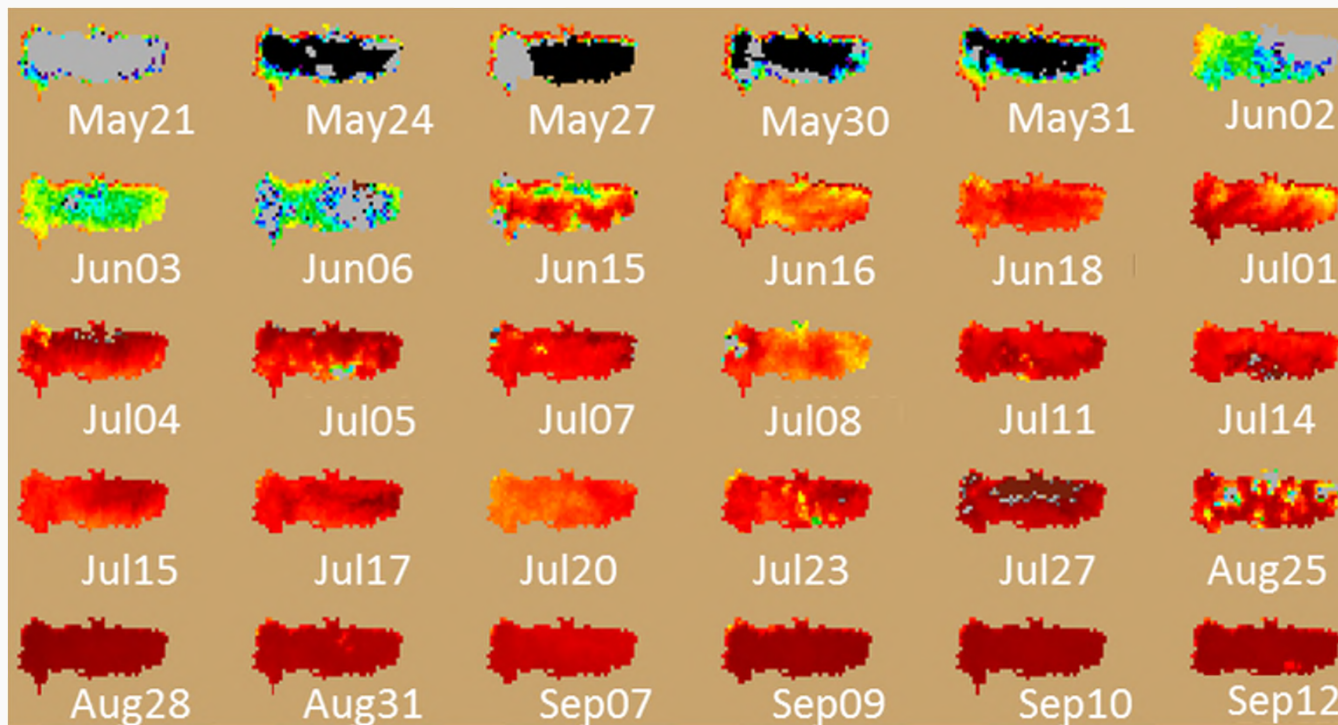 May21 May24 May27 May30 May31 Jun02
Jun03 Jun06 Jun15 Jun16 Jun18 Jul01
Jul04 Jul05 Jul07 Jul08 Jul11 Jul14
Jul15 Jul17 Jul20 Jul23 Jul27 Aug25
Aug28 Aug31 Sep07 Sep09 Sep10 Sep12